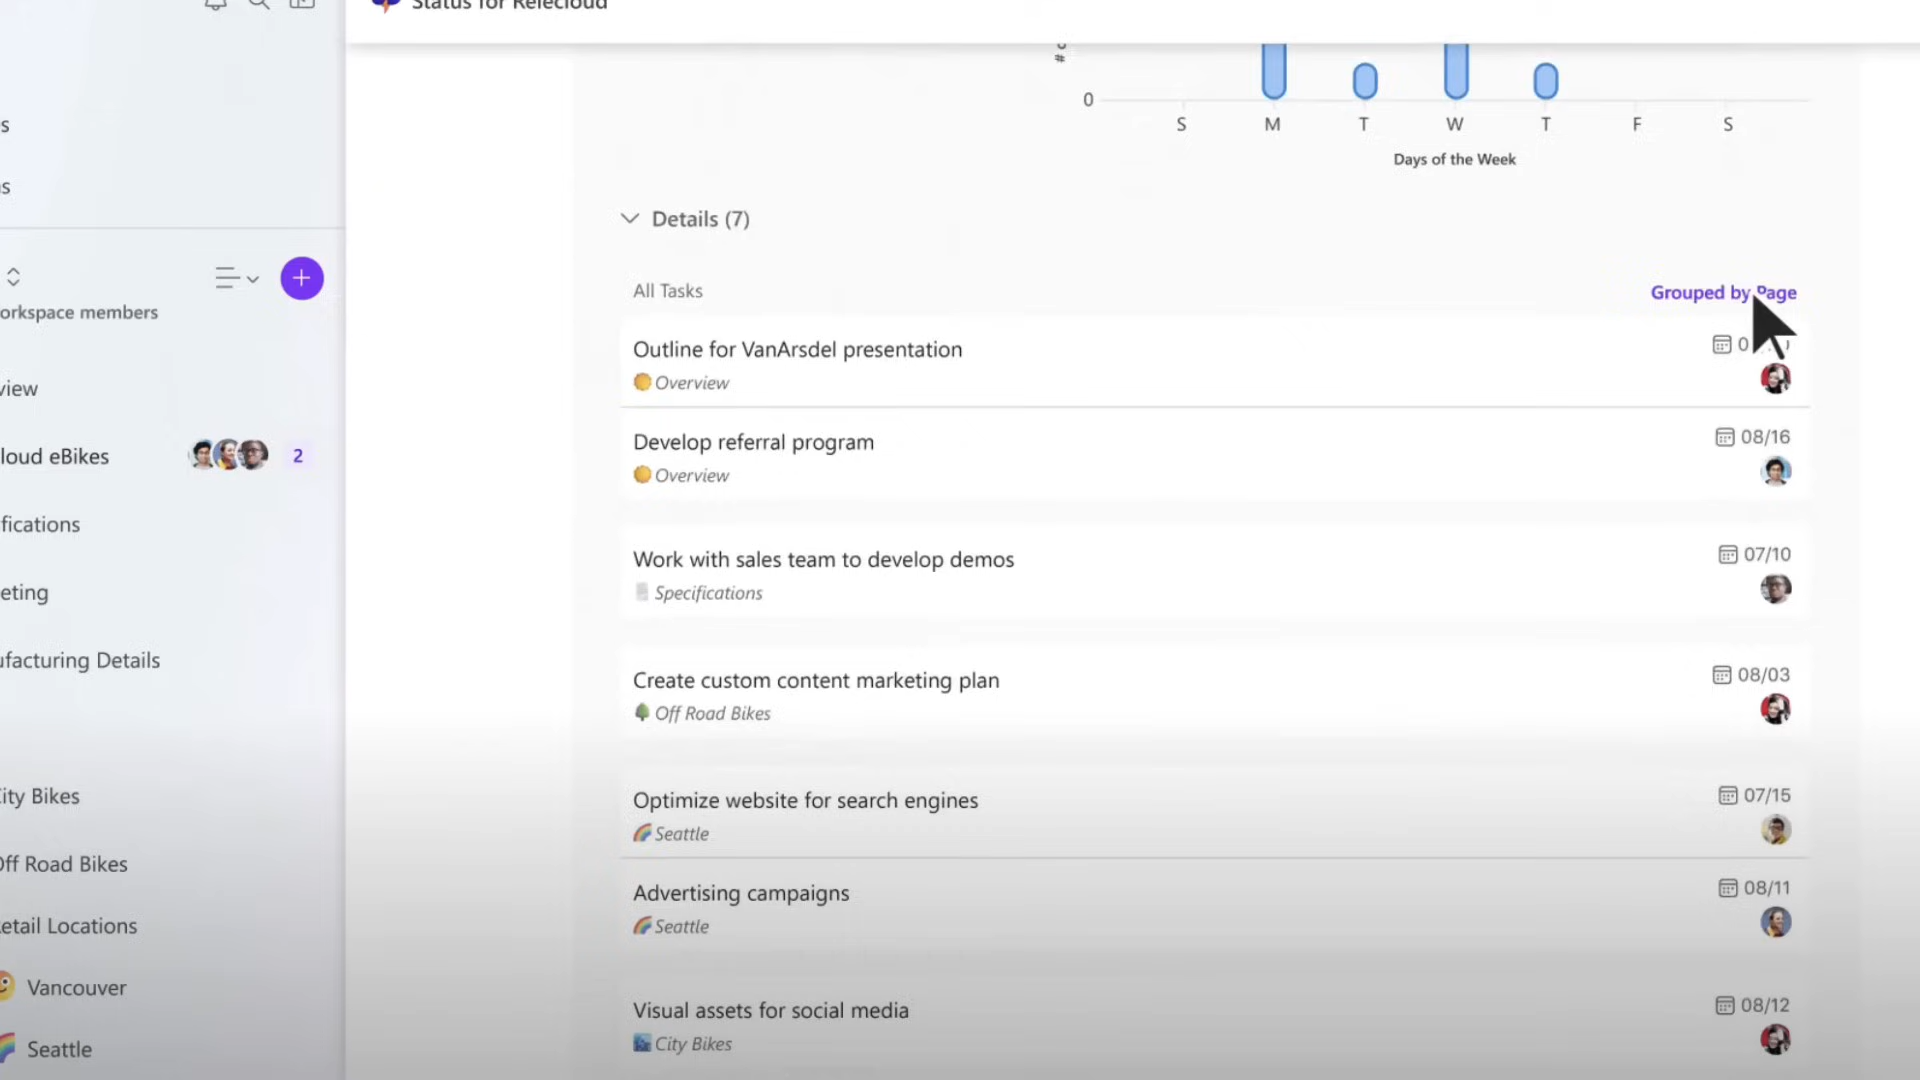 Status for Relecloud
#
0
S M T W T F S
Days of the Week
Details (7)
All Tasks
Grouped by Page
Outline for VanArsdel presentation
Overview
Develop referral program
08/16
Overview
Work with sales team to develop demos
07/10
Specifications
Create custom content marketing plan
08/03
Off Road Bikes
Optimize website for search engines
07/15
Seattle
Advertising campaigns
08/11
Seattle
Visual assets for social media
08/12
City Bikes
s
s
orkspace members
view
loud eBikes
2
fications
eting
ufacturing Details
City Bikes
Off Road Bikes
etail Locations
Vancouver
Seattle